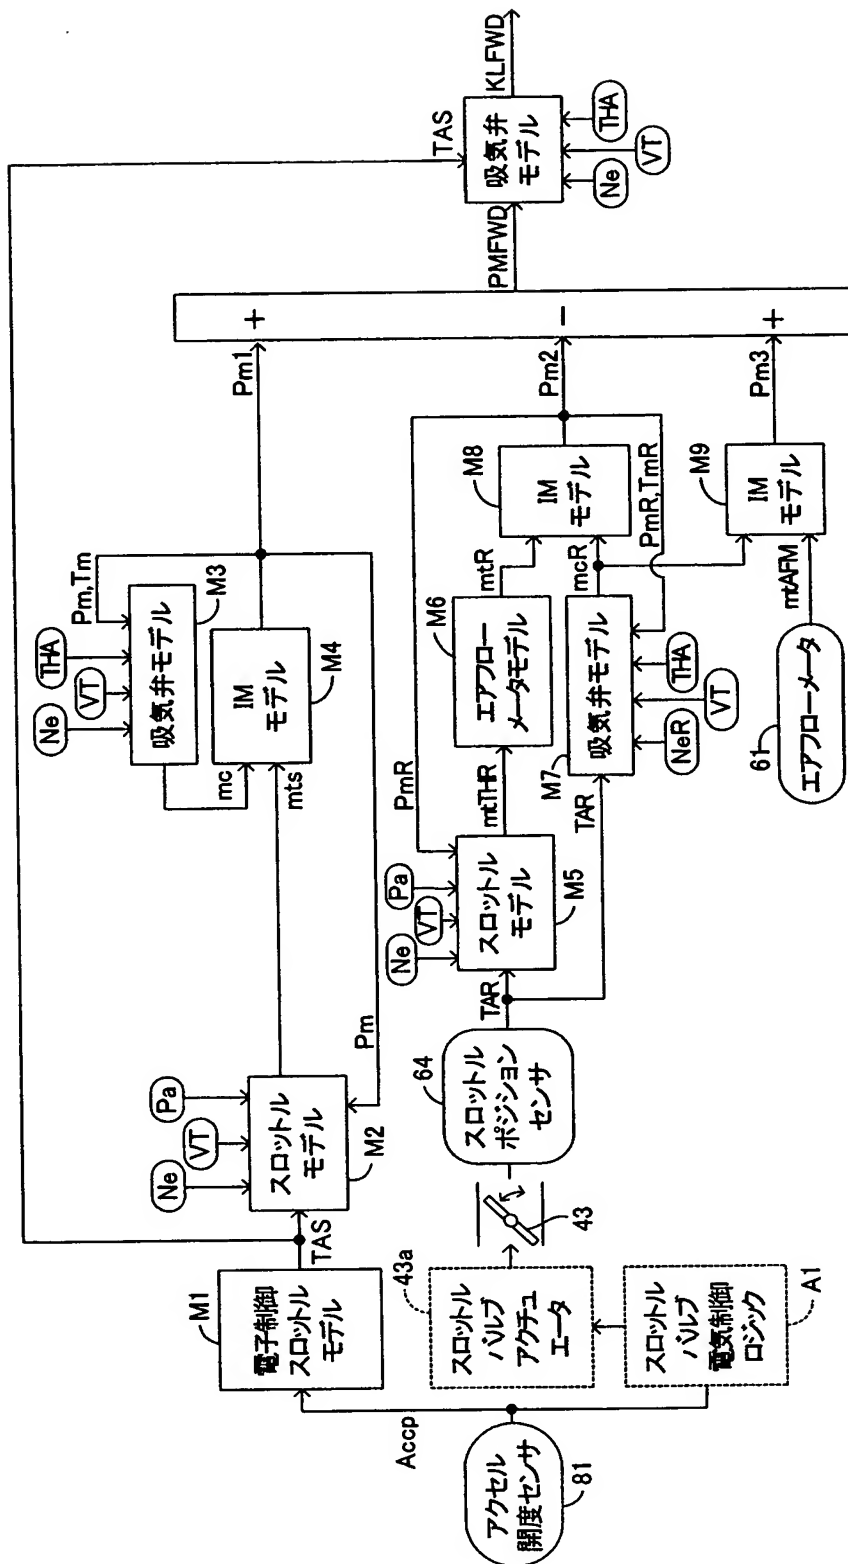 アクセル
開度センサ
81
Accp
M1
電子制御
スロットル
モデル
スロットル
バルブ
電気制御
ロジック
A1
43a
スロットル
バルブ
アクチュ
エータ
43
TAS
Ne
VT
Pa
スロットル
モデル
M2
Pm
64
スロットル
ポジション
センサ
TAR
TAR
Ne
VT
Pa
スロットル
モデル
M5
PmR
mtTHR
mts
mc
Ne
VT
THA
Pm,Tm
吸気弁モデル
M3
IM
モデル
M4
M6
エアフロー
メータモデル
mtR
M7
吸気弁モデル
NeR
VT
THA
mcR
PmR,TmR
M8
IM
モデル
61
エアフローメータ
mtAFM
M9
IM
モデル
Pm1
Pm2
Pm3
+
−
+
PMFWD
TAS
吸気弁
モデル
Ne
VT
THA
KLFWD